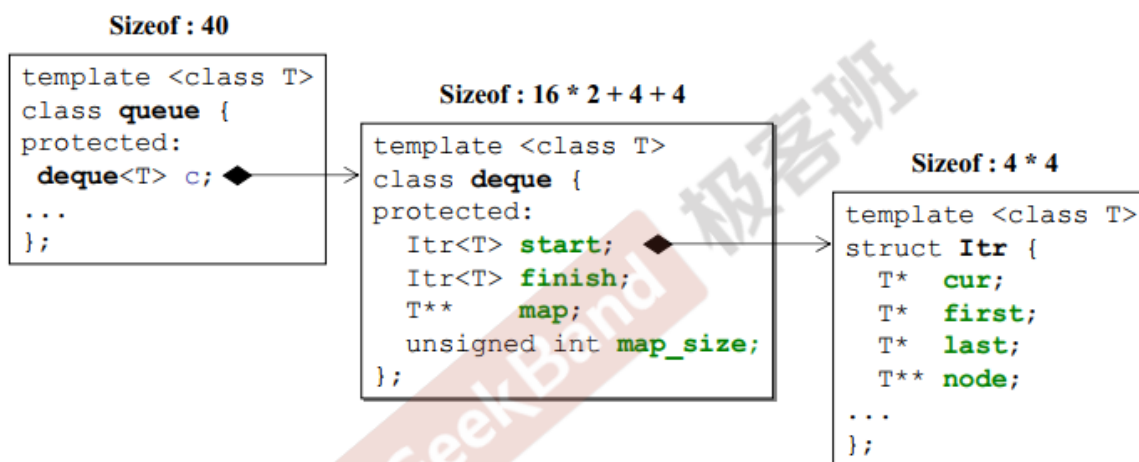 Sizeof : 40
template <class T>
class queue {
protected:
deque<T> c;
...
};
Sizeof : 16 * 2 + 4 + 4
template <class T>
class deque {
protected:
Itr<T> start;
Itr<T> finish;
T** map;
unsigned int map_size;
};
Sizeof : 4 * 4
template <class T>
struct Itr {
T* cur;
T* first;
T* last;
T** node;
...
};
GeekBand 极客班